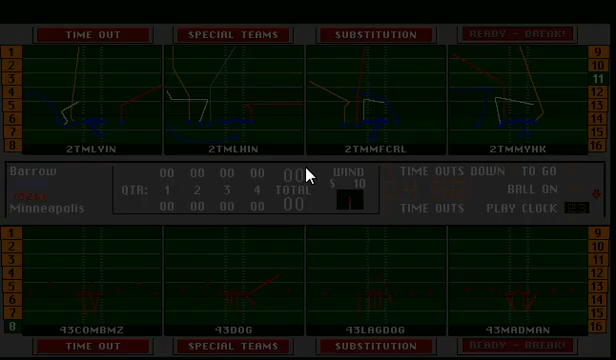 TIME OUT SPECIAL TEAMS SUBSTITUTION READY - BREAK!
1 9
2 10
3 11
4 12
5 13
6 14
7 15
8 16
2TMLYIN 2TMLHIN 2TMMFCRL 2TMMYHK
Barrow 00 00 00 00 00 WIND TIME OUTS DOWN TO GO
S 10
QTR: 1 2 3 4 TOTAL BALL ON
Minneapolis 00 00 00 00 00 TIME OUTS PLAY CLOCK
1 9
2 10
3 11
4 12
5 13
6 14
7 15
8 16
43COMBMZ 43DOG 43LAGDOG 43MADMAN
TIME OUT SPECIAL TEAMS SUBSTITUTION READY - BREAK!